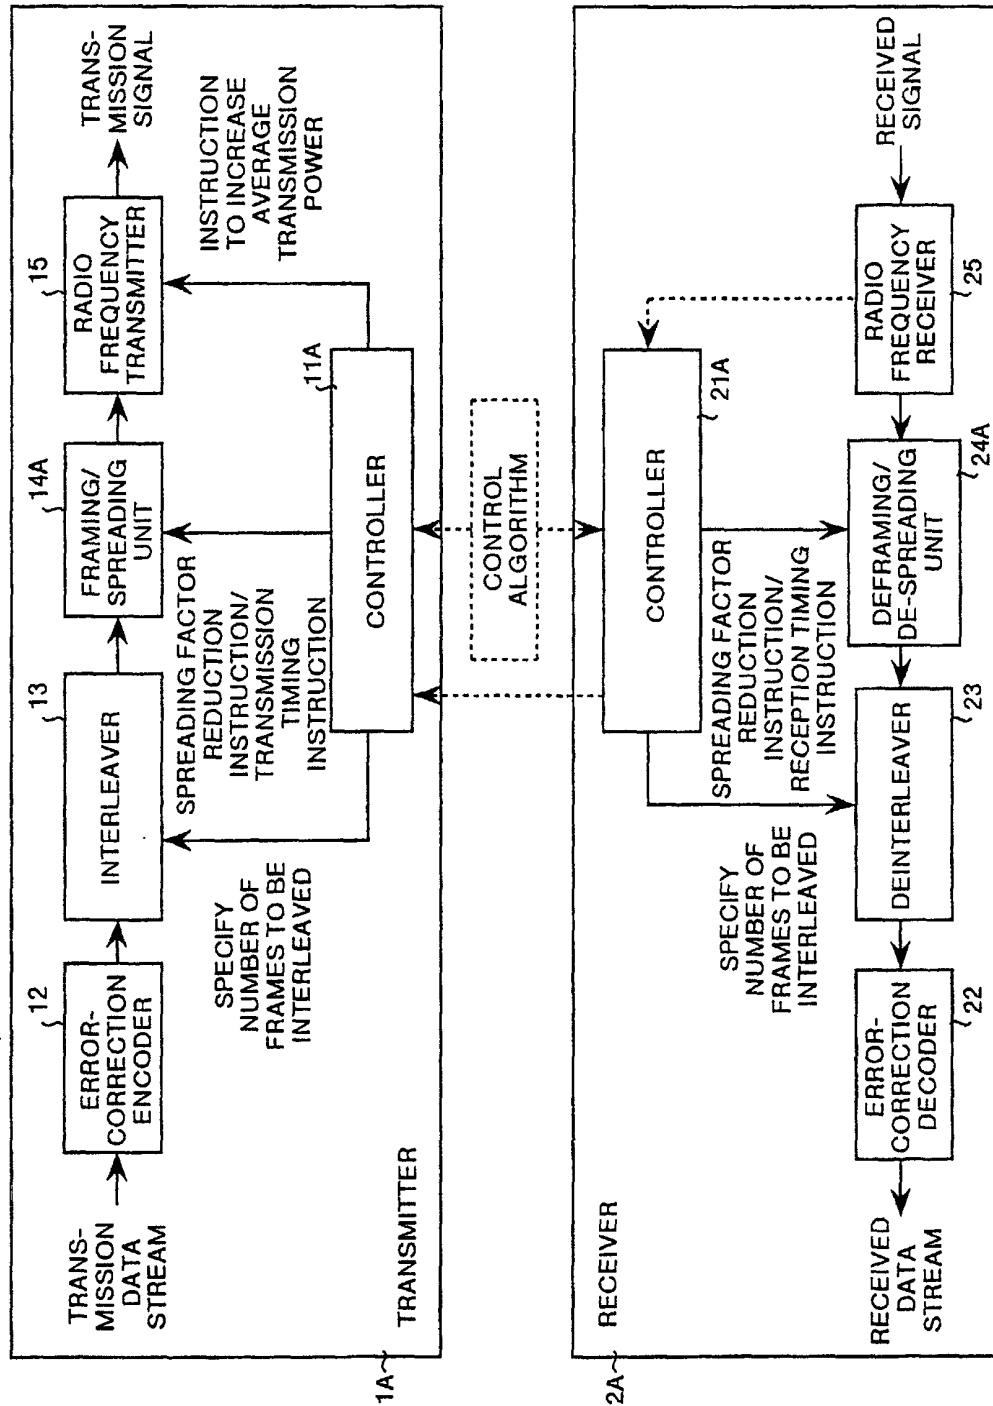 TRANS-
MISSION
DATA
STREAM
12
ERROR-
CORRECTION
ENCODER
13
INTERLEAVER
14A
FRAMING/
SPREADING
UNIT
15
RADIO
FREQUENCY
TRANSMITTER
TRANS-
MISSION
SIGNAL
SPECIFY
NUMBER OF
FRAMES TO BE
INTERLEAVED
SPREADING FACTOR
REDUCTION
INSTRUCTION/
TRANSMISSION
TIMING
INSTRUCTION
INSTRUCTION
TO INCREASE
AVERAGE
TRANSMISSION
POWER
11A
CONTROLLER
TRANSMITTER
1A
CONTROL
ALGORITHM
2A
RECEIVER
CONTROLLER
21A
SPECIFY
NUMBER OF
FRAMES TO BE
INTERLEAVED
SPREADING FACTOR
REDUCTION
INSTRUCTION/
RECEPTION TIMING
INSTRUCTION
RECEIVED
DATA
STREAM
ERROR-
CORRECTION
DECODER
22
DEINTERLEAVER
23
DEFRAMING/
DE-SPREADING
UNIT
24A
RADIO
FREQUENCY
RECEIVER
25
RECEIVED
SIGNAL